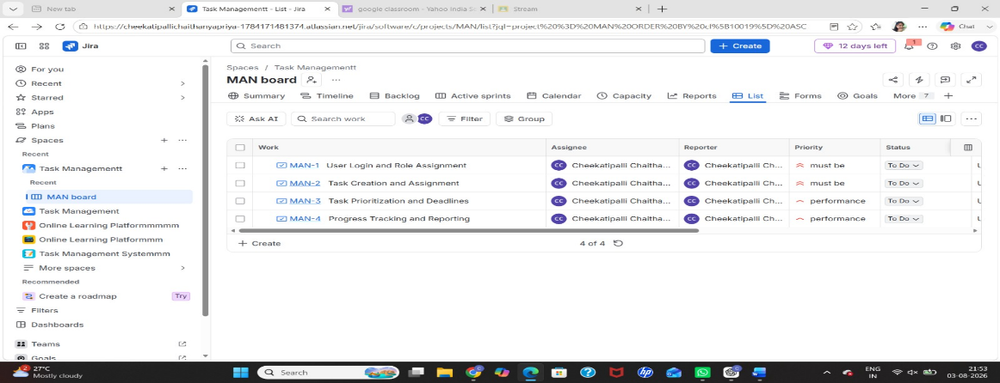 New tab
Task Managementt - List - Jira
google classroom - Yahoo India Se
Stream
https://cheekatipallichaithanyapriya-1784171481374.atlassian.net/jira/software/c/projects/MAN/list?jql=project%20%3D%20MAN%20ORDER%20BY%20cf%5B10019%5D%20ASC
Chat
Jira
Search
Create
12 days left
1
CC
For you
Recent
Starred
Apps
Plans
Spaces
Recent
Task Managementt
Recent
MAN board
Task Management
Online Learning Platformmmmm
Online Learning Platformmm
Task Management Systemmm
More spaces
Recommended
Create a roadmap Try
Filters
Dashboards
Teams
Goals
Spaces / Task Managementt
MAN board
Summary Timeline Backlog Active sprints Calendar Capacity Reports List Forms Goals More 7
Ask AI Search work CC Filter Group
Work Assignee Reporter Priority Status
MAN-1 User Login and Role Assignment CC Cheekatipalli Chaitha... CC Cheekatipalli Ch... must be To Do
MAN-2 Task Creation and Assignment CC Cheekatipalli Chaitha... CC Cheekatipalli Ch... must be To Do
MAN-3 Task Prioritization and Deadlines CC Cheekatipalli Chaitha... CC Cheekatipalli Ch... performance To Do
MAN-4 Progress Tracking and Reporting CC Cheekatipalli Chaitha... CC Cheekatipalli Ch... performance To Do
Create 4 of 4
27°C
Mostly cloudy
Search
ENG
IN
21:53
03-08-2026